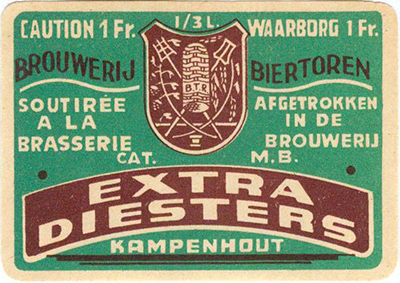 CAUTION 1 Fr. 1/3 L. WAARBORG 1 Fr.
BROUWERIJ BIERTOREN
B.T.R
SOUTIRÉE
A LA
BRASSERIE
AFGETROKKEN
IN DE
BROUWERIJ
CAT. M.B.
EXTRA
DIESTERS
KAMPENHOUT